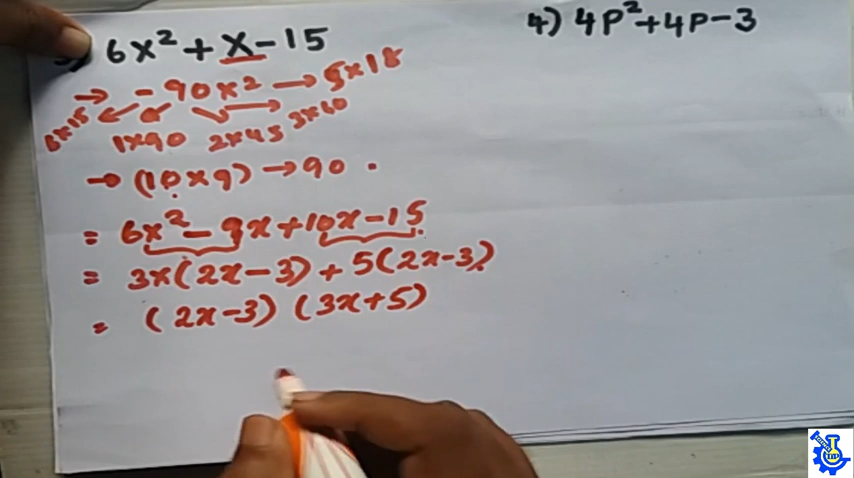 6x² + x - 15
→ - 90x² → 5×18
6×15 1×90 2×45 3×60
→ (10×9) → 90 .
= 6x² - 9x + 10x - 15
= 3x(2x - 3) + 5(2x - 3)
= (2x - 3) (3x + 5)
4) 4P² + 4P - 3